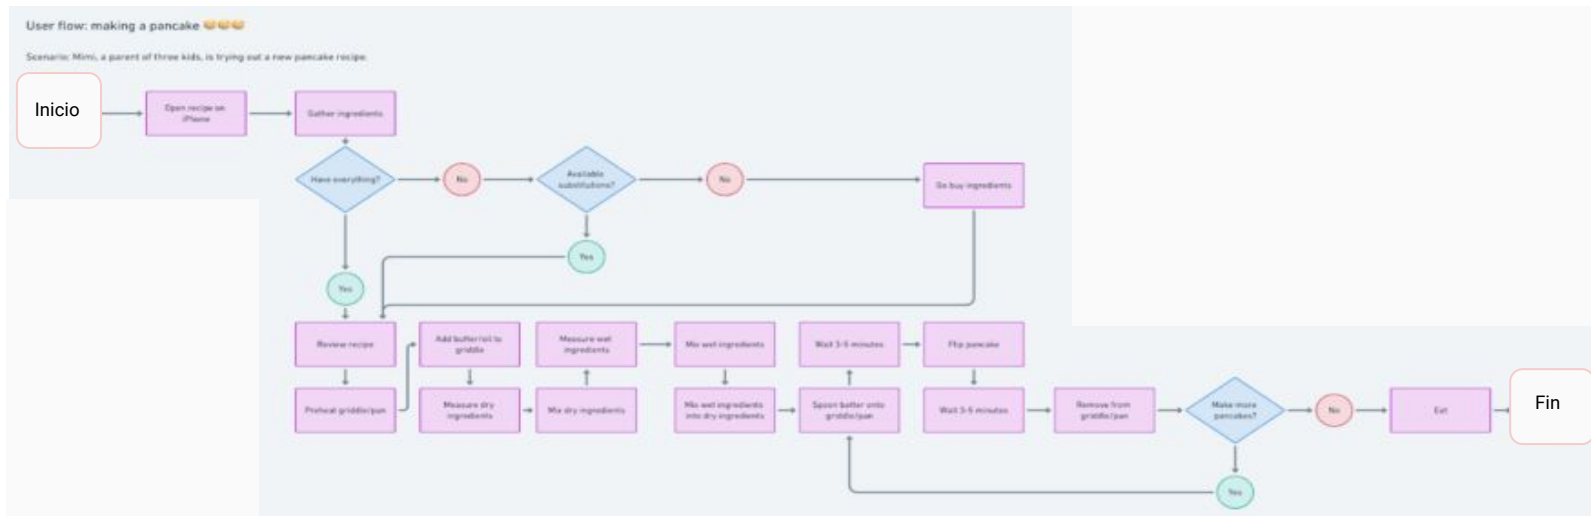 User flow: making a pancake 🥞🥞🥞
Scenario: Mimi, a parent of three kids, is trying out a new pancake recipe.
Inicio
Open recipe on
iPhone
Gather ingredients
Have everything?
No
Available
substitutions?
No
Go buy ingredients
Yes
Yes
Review recipe
Add butter/oil to
griddle
Measure wet
ingredients
Mix wet ingredients
Wait 3-5 minutes
Flip pancake
Preheat griddle/pan
Measure dry
ingredients
Mix dry ingredients
Mix wet ingredients
into dry ingredients
Spoon batter onto
griddle/pan
Wait 3-5 minutes
Remove from
griddle/pan
Make more
pancakes?
No
Eat
Fin
Yes